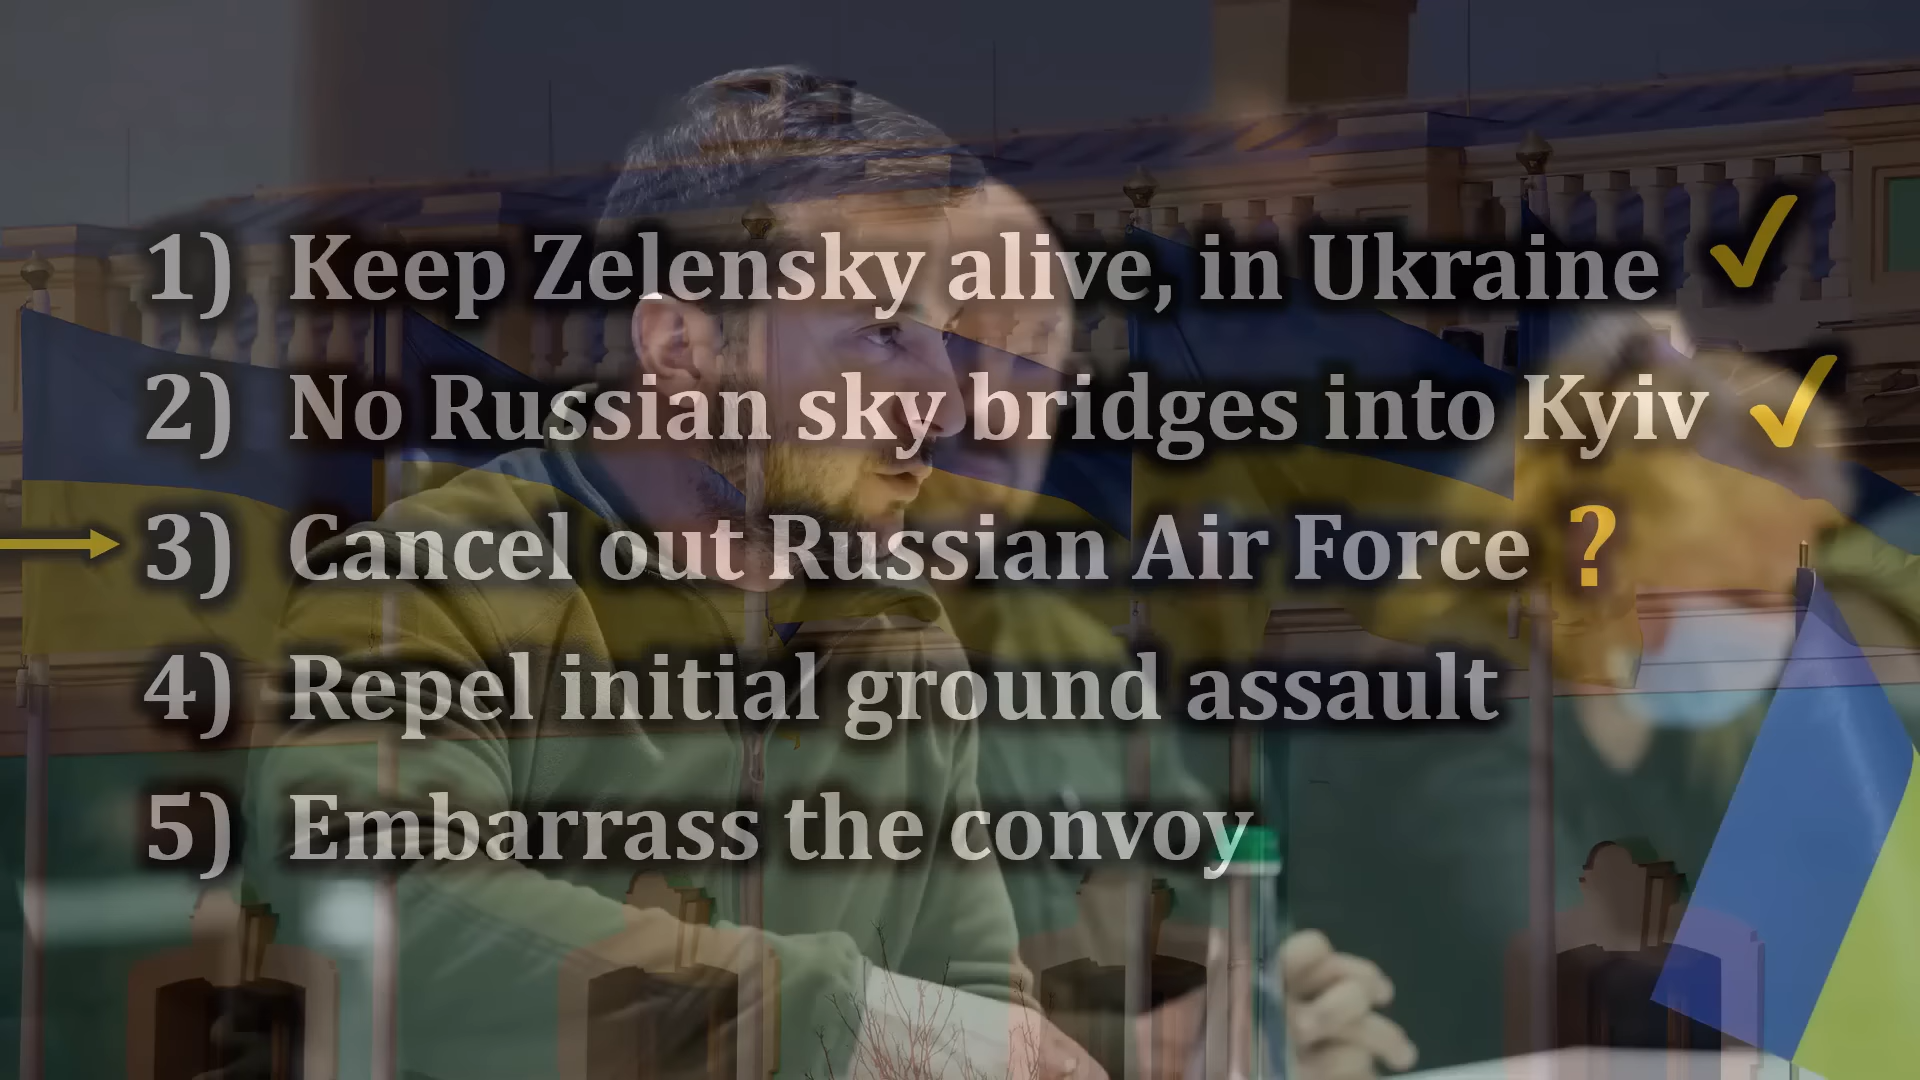 1) Keep Zelensky alive, in Ukraine ✓
2) No Russian sky bridges into Kyiv ✓
3) Cancel out Russian Air Force ?
4) Repel initial ground assault
5) Embarrass the convoy